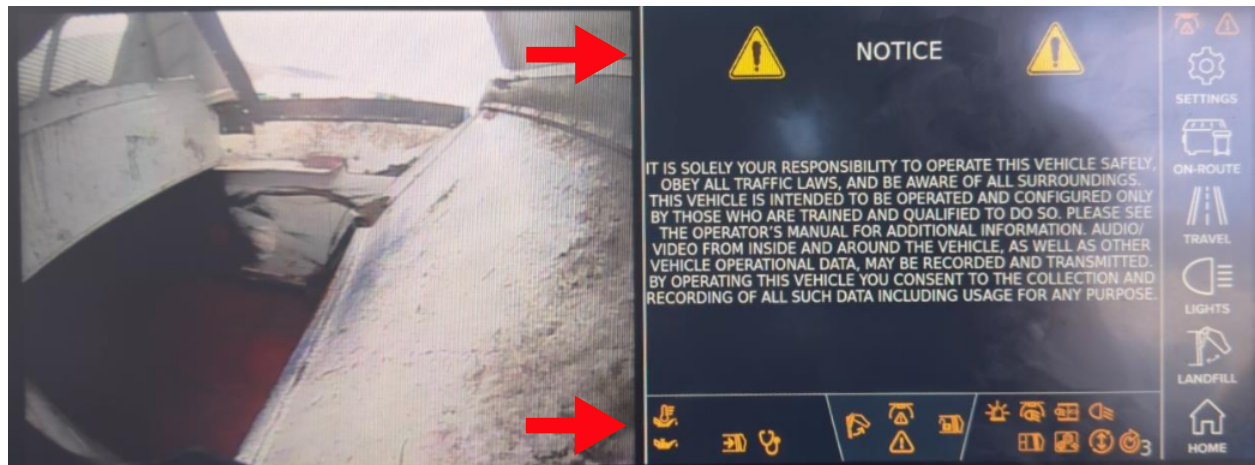 NOTICE
IT IS SOLELY YOUR RESPONSIBILITY TO OPERATE THIS VEHICLE SAFELY,
OBEY ALL TRAFFIC LAWS, AND BE AWARE OF ALL SURROUNDINGS.
THIS VEHICLE IS INTENDED TO BE OPERATED AND CONFIGURED ONLY
BY THOSE WHO ARE TRAINED AND QUALIFIED TO DO SO. PLEASE SEE
THE OPERATOR'S MANUAL FOR ADDITIONAL INFORMATION. AUDIO/
VIDEO FROM INSIDE AND AROUND THE VEHICLE, AS WELL AS OTHER
VEHICLE OPERATIONAL DATA, MAY BE RECORDED AND TRANSMITTED.
BY OPERATING THIS VEHICLE YOU CONSENT TO THE COLLECTION AND
RECORDING OF ALL SUCH DATA INCLUDING USAGE FOR ANY PURPOSE.
SETTINGS
ON-ROUTE
TRAVEL
LIGHTS
LANDFILL
HOME
3